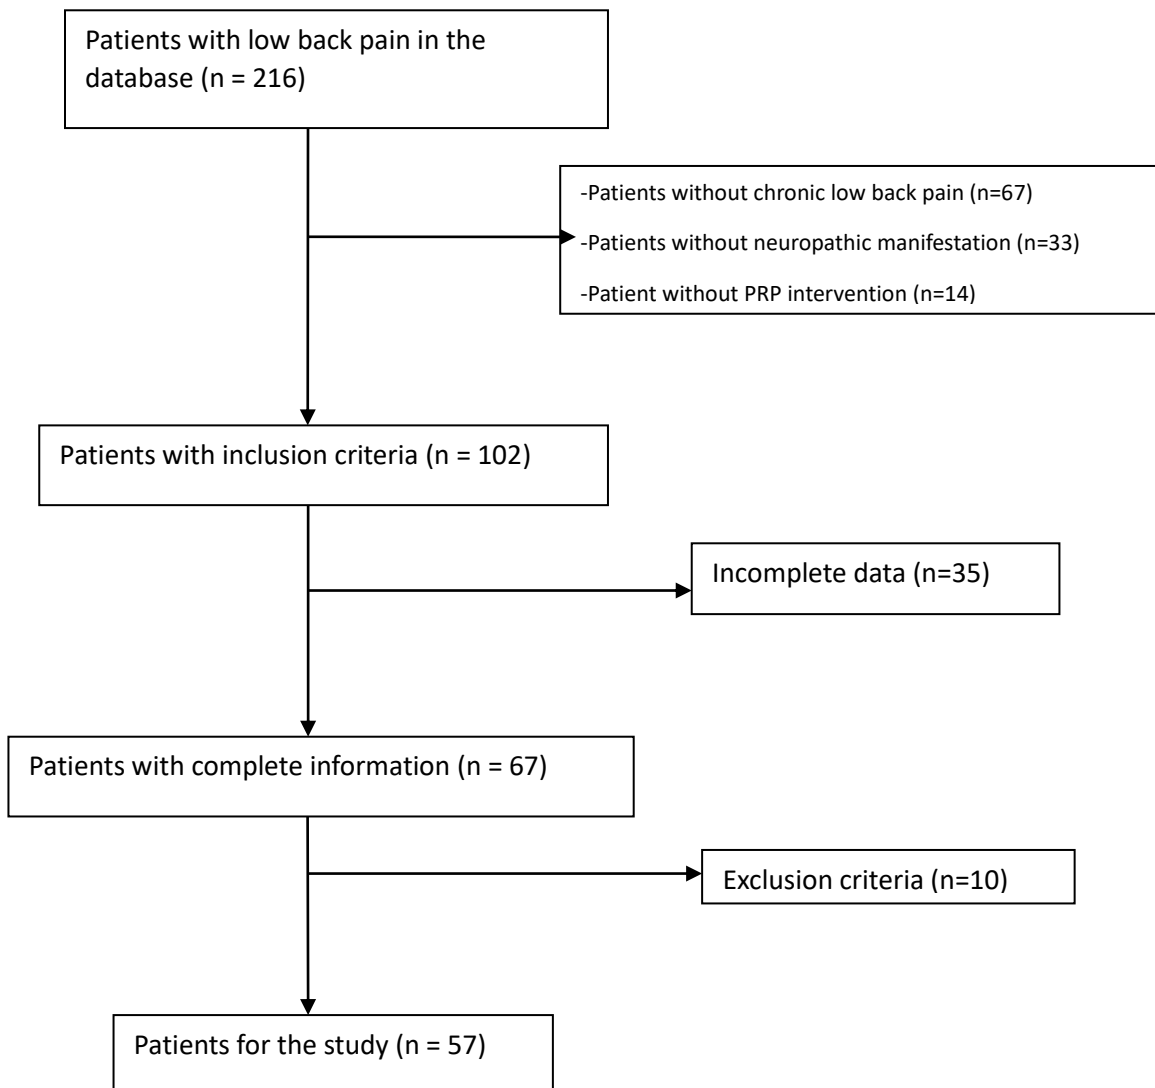 Patients with low back pain in the
database (n = 216)
-Patients without chronic low back pain (n=67)
-Patients without neuropathic manifestation (n=33)
-Patient without PRP intervention (n=14)
Patients with inclusion criteria (n = 102)
Incomplete data (n=35)
Patients with complete information (n = 67)
Exclusion criteria (n=10)
Patients for the study (n = 57)